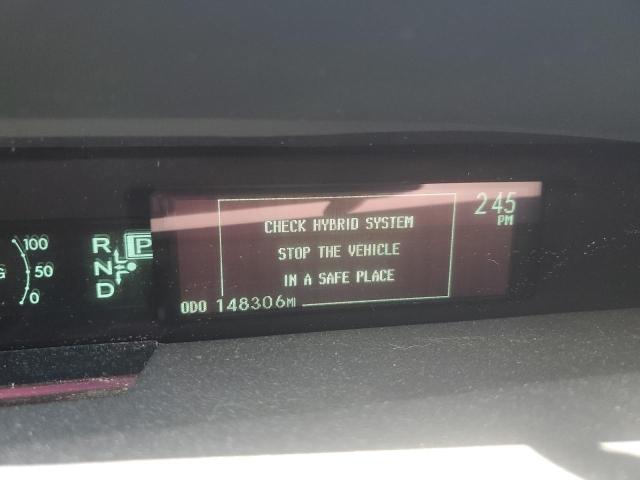 CHECK HYBRID SYSTEM
STOP THE VEHICLE
IN A SAFE PLACE
245
PM
ODO 148306MI
100
50
0
G
R
N
D
P